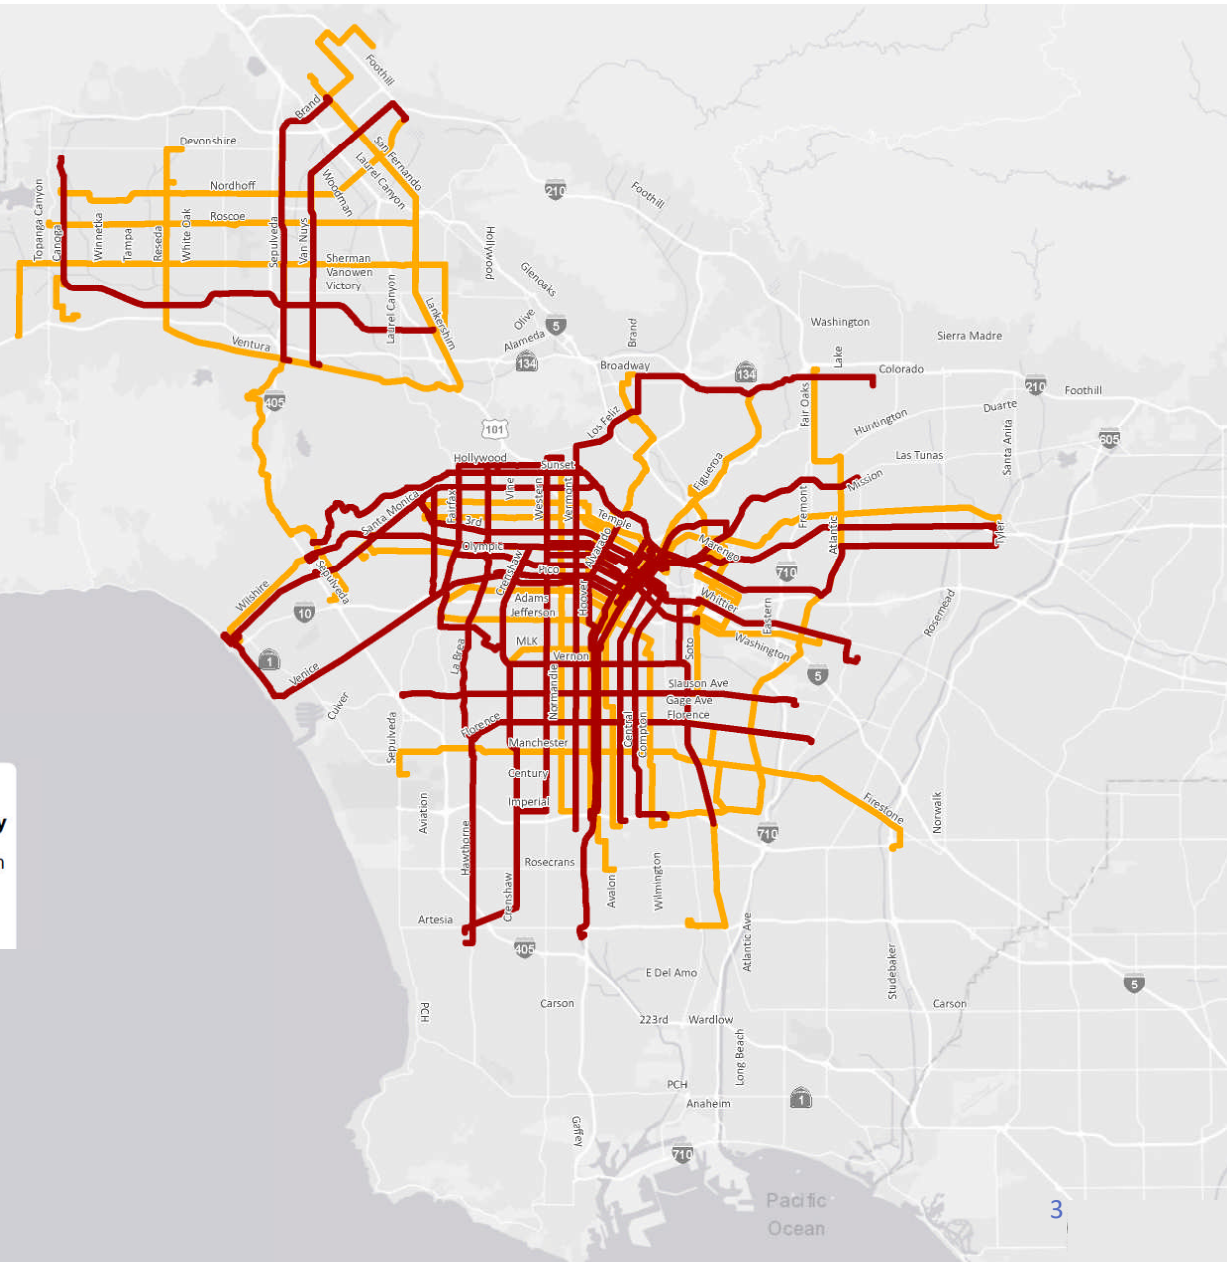 Foothill
Brand
Devonshire
San Fernando
Laurel Canyon
Woodman
Nordhoff
Roscoe
Topanga Canyon
Canoga
Winnetka
Tampa
Reseda
White Oak
Sepulveda
Van Nuys
Sherman
Vanowen
Victory
Laurel Canyon
Lankershim
Ventura
210
Foothill
Hollywood
Glenoaks
Olive
Alameda
5
134
Brand
Broadway
134
Washington
Lake
Sierra Madre
Colorado
210
Foothill
Fair Oaks
Huntington
Duarte
Santa Anita
605
Las Tunas
405
101
Los Feliz
Hollywood
Sunset
Vine
Western
Vermont
Fairfax
Santa Monica
3rd
Temple
Alvarado
Figueroa
Fremont
Mission
Atlantic
Tyler
Marengo
710
Olympic
Crenshaw
Pico
Wilshire
Sepulveda
10
Adams
Jefferson
Hoover
Whittier
Eastern
Rosemead
MLK
Vernon
Soto
Washington
5
La Brea
1
Venice
Culver
Normandie
Slauson Ave
Gage Ave
Florence
Florence
Central
Compton
Sepulveda
Manchester
Century
Imperial
Aviation
Firestone
Norwalk
710
y
n
Hawthorne
Rosecrans
Crenshaw
Avalon
Wilmington
Artesia
405
Atlantic Ave
E Del Amo
Studebaker
5
PCH
Carson
Carson
223rd
Wardlow
Long Beach
PCH
Anaheim
1
Gaffey
710
Pacific
Ocean
3